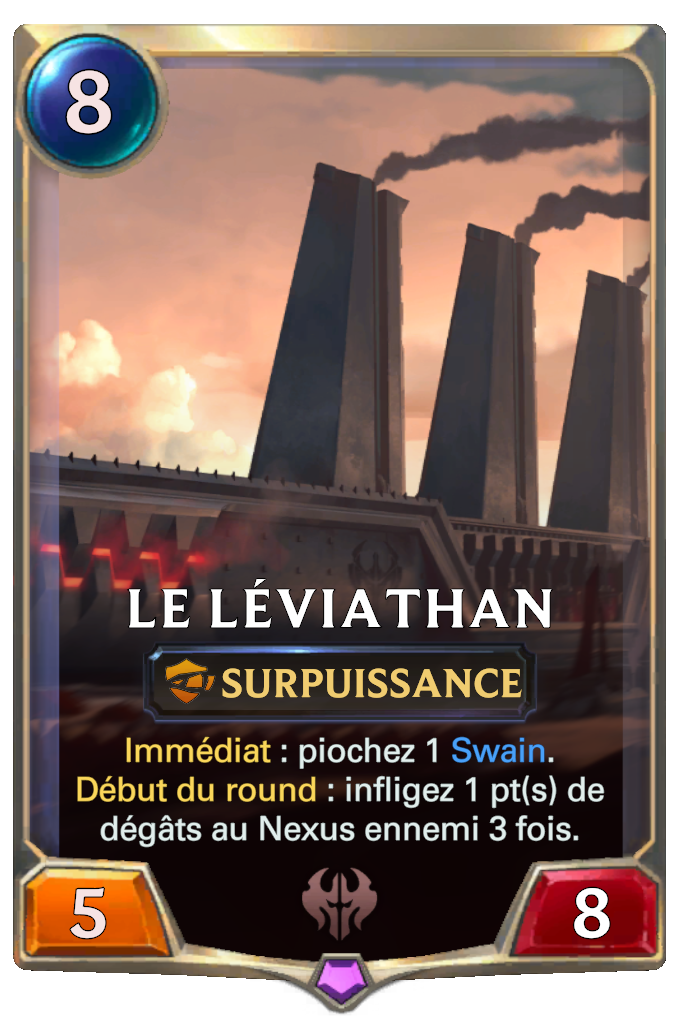 8
LE LÉVIATHAN
SURPUISSANCE
Immédiat : piochez 1 Swain.
Début du round : infligez 1 pt(s) de
dégâts au Nexus ennemi 3 fois.
5
8